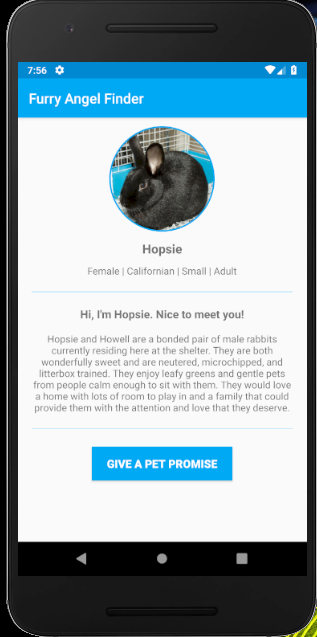 7:56
Furry Angel Finder
Hopsie
Female | Californian | Small | Adult
Hi, I'm Hopsie. Nice to meet you!
Hopsie and Howell are a bonded pair of male rabbits
currently residing here at the shelter. They are both
wonderfully sweet and are neutered, microchipped, and
litterbox trained. They enjoy leafy greens and gentle pets
from people calm enough to sit with them. They would love
a home with lots of room to play in and a family that could
provide them with the attention and love that they deserve.
GIVE A PET PROMISE